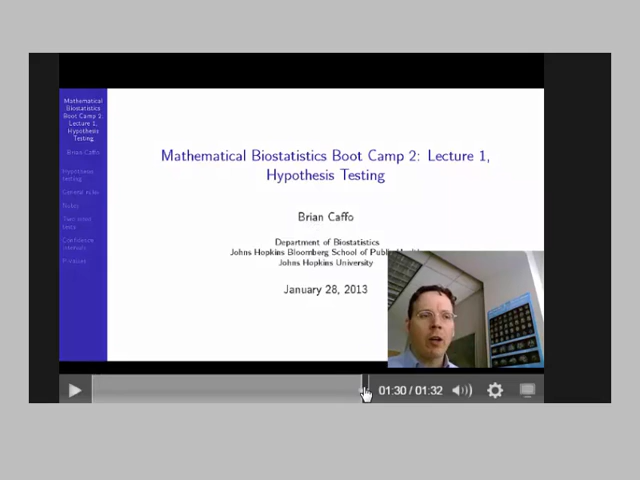 Mathematical
Biostatistics
Boot Camp 2:
Lecture 1,
Hypothesis
Testing
Brian Caffo
Hypothesis
testing
General rules
Notes
Two sided
tests
Confidence
intervals
P-values
Mathematical Biostatistics Boot Camp 2: Lecture 1,
Hypothesis Testing
Brian Caffo
Department of Biostatistics
Johns Hopkins Bloomberg School of Public
Johns Hopkins University
January 28, 2013
01:30 / 01:32